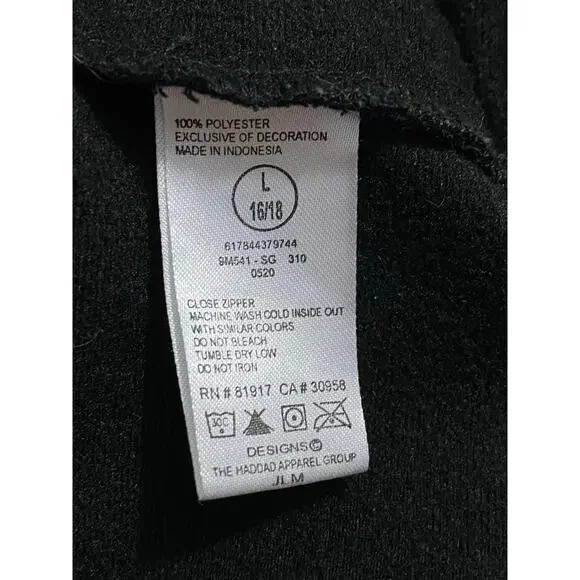 100% POLYESTER
EXCLUSIVE OF DECORATION
MADE IN INDONESIA
L
16/18
617844379744
9M541 - SG 310
0520
CLOSE ZIPPER
MACHINE WASH COLD INSIDE OUT
WITH SIMILAR COLORS
DO NOT BLEACH
TUMBLE DRY LOW
DO NOT IRON
RN # 81917 CA # 30958
30C
DESIGNS©
THE HADDAD APPAREL GROUP
JLM